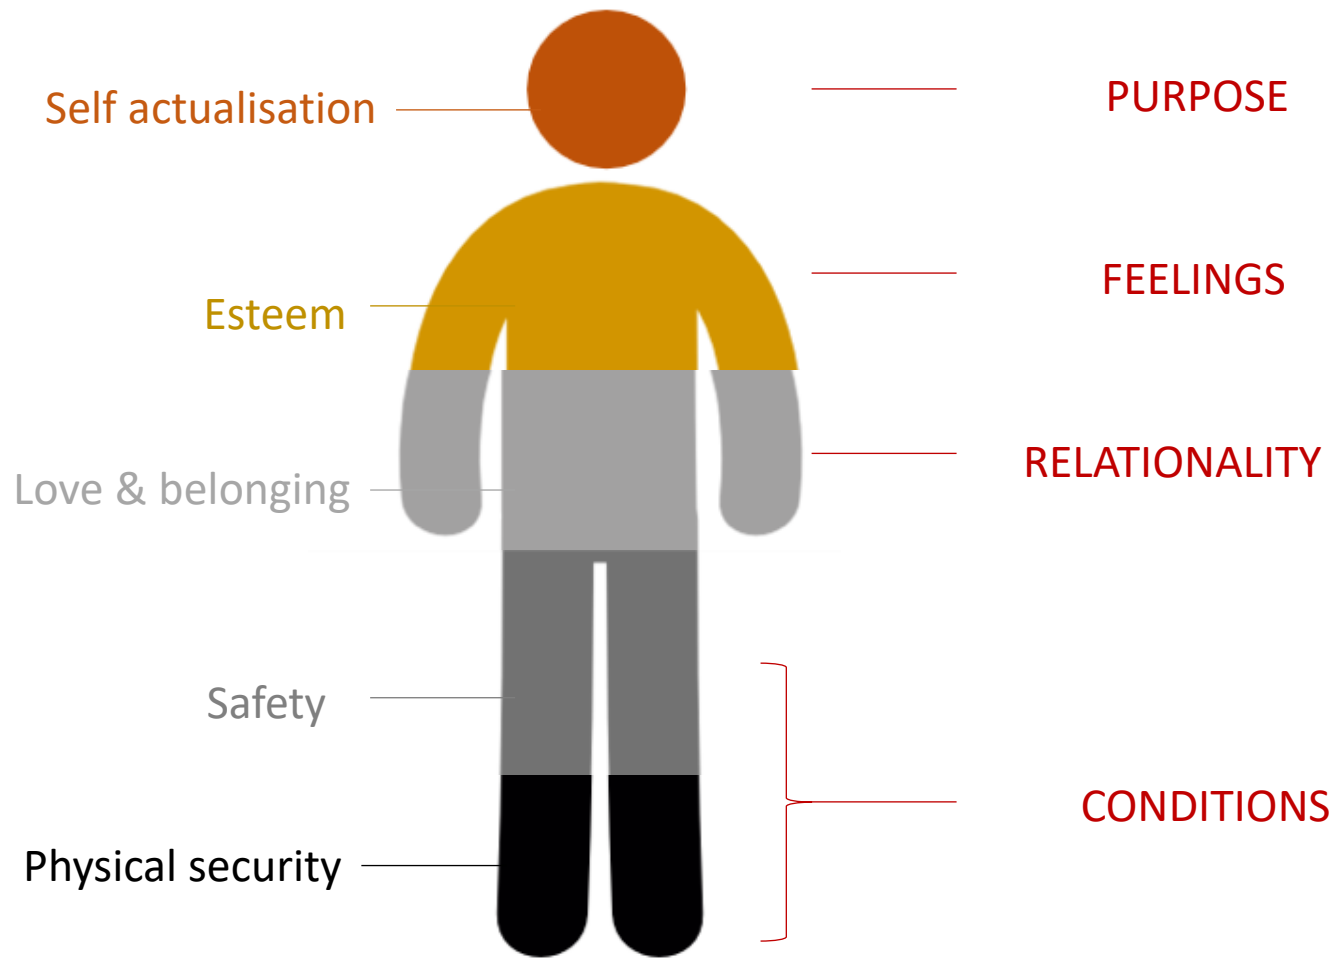 Self actualisation
PURPOSE
Esteem
FEELINGS
Love & belonging
RELATIONALITY
Safety
CONDITIONS
Physical security